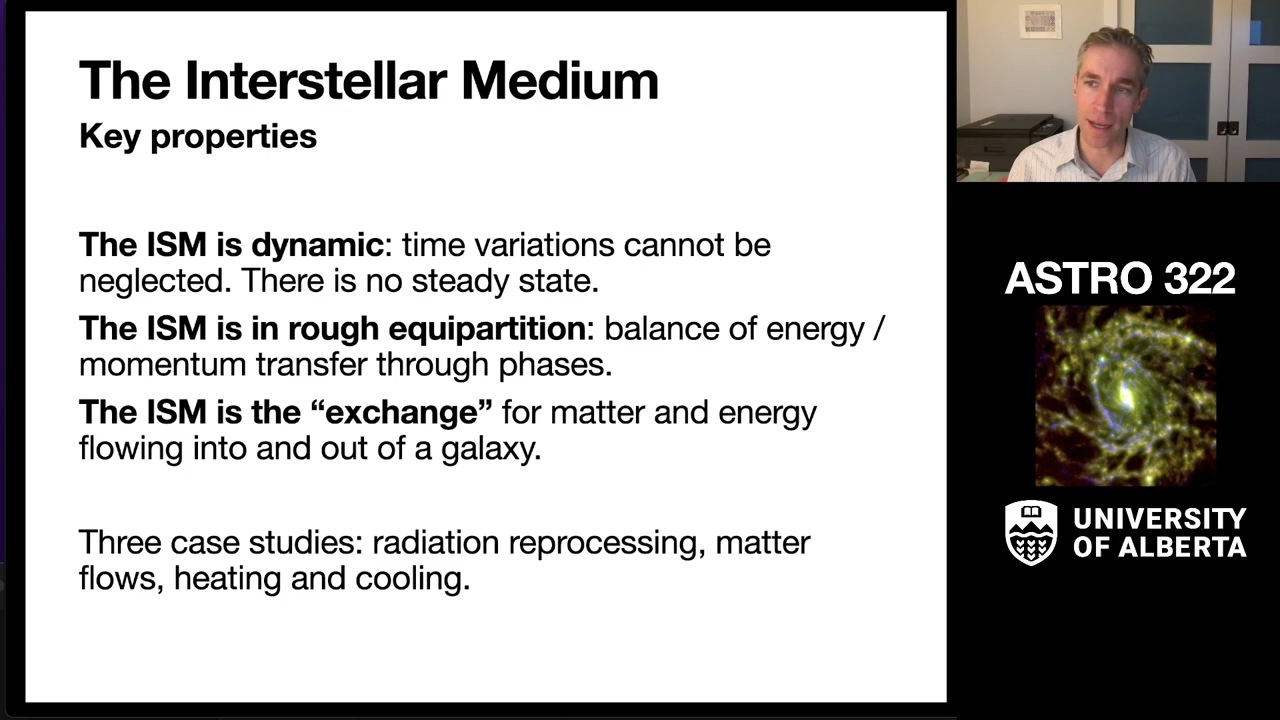 The Interstellar Medium
Key properties
The ISM is dynamic: time variations cannot be
neglected. There is no steady state.
The ISM is in rough equipartition: balance of energy /
momentum transfer through phases.
The ISM is the “exchange” for matter and energy
flowing into and out of a galaxy.
Three case studies: radiation reprocessing, matter
flows, heating and cooling.
ASTRO 322
UNIVERSITY
OF ALBERTA